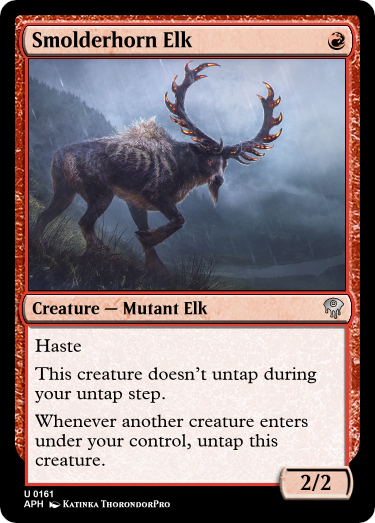 Smolderhorn Elk
Creature — Mutant Elk
Haste
This creature doesn't untap during
your untap step.
Whenever another creature enters
under your control, untap this
creature.
2/2
U 0161
APH Katinka ThorondorPro